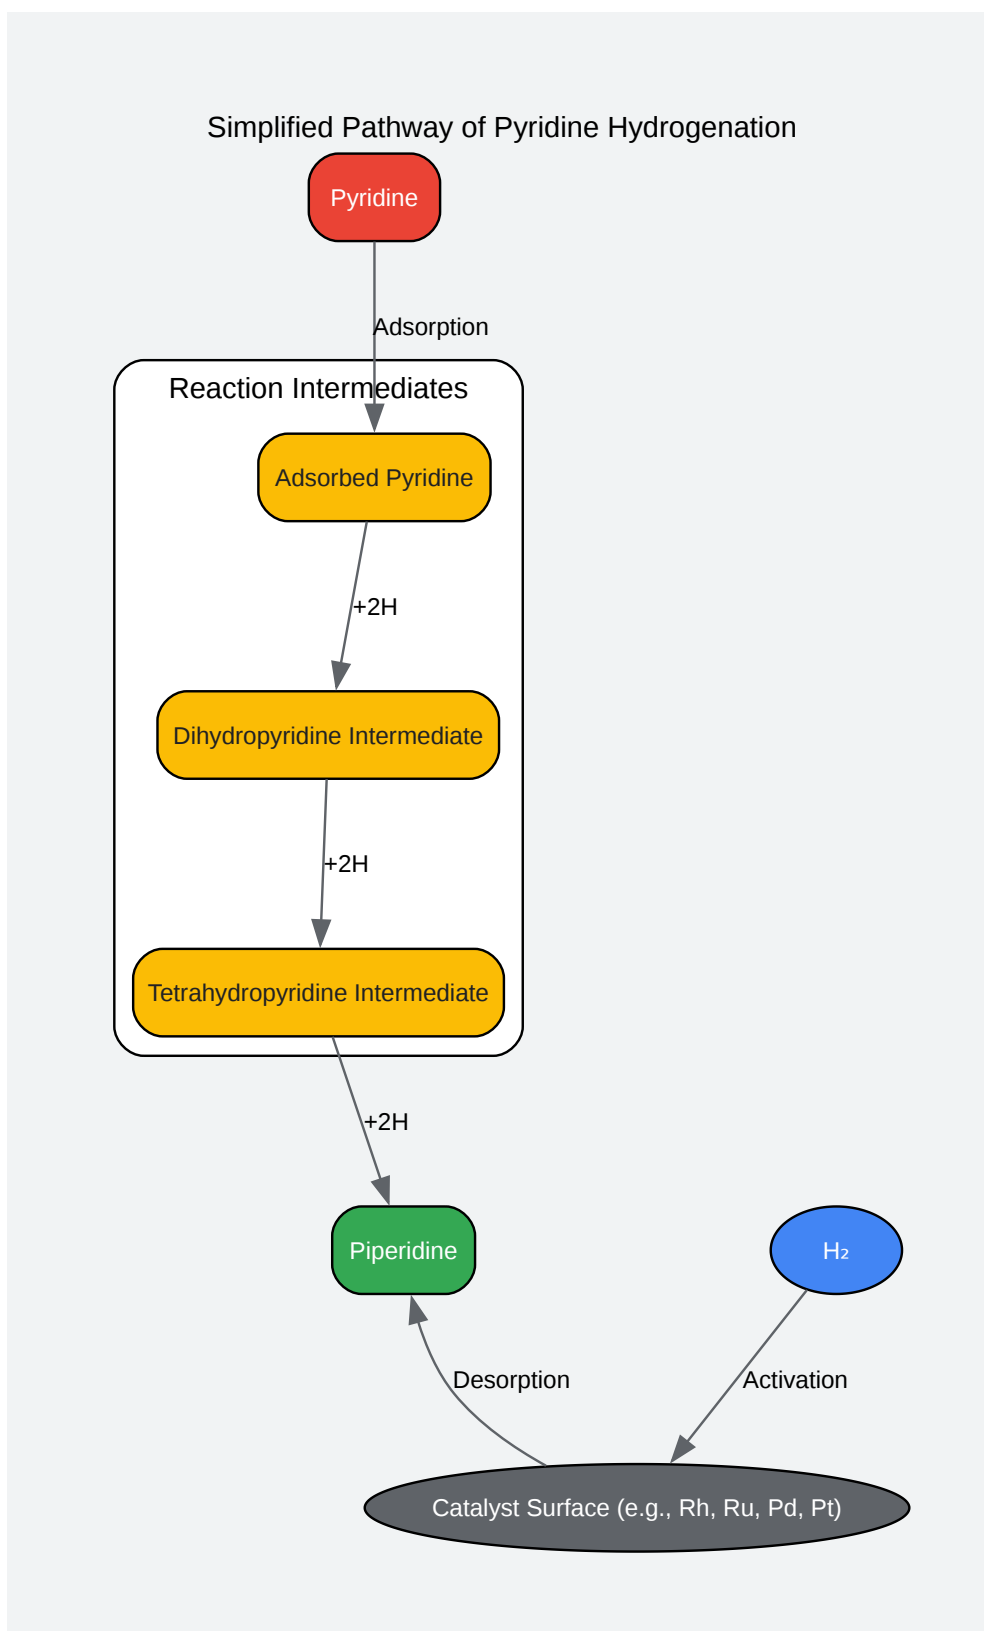 Simplified Pathway of Pyridine Hydrogenation
Pyridine
Adsorption
Reaction Intermediates
Adsorbed Pyridine
+2H
Dihydropyridine Intermediate
+2H
Tetrahydropyridine Intermediate
+2H
Piperidine
H₂
Desorption
Activation
Catalyst Surface (e.g., Rh, Ru, Pd, Pt)